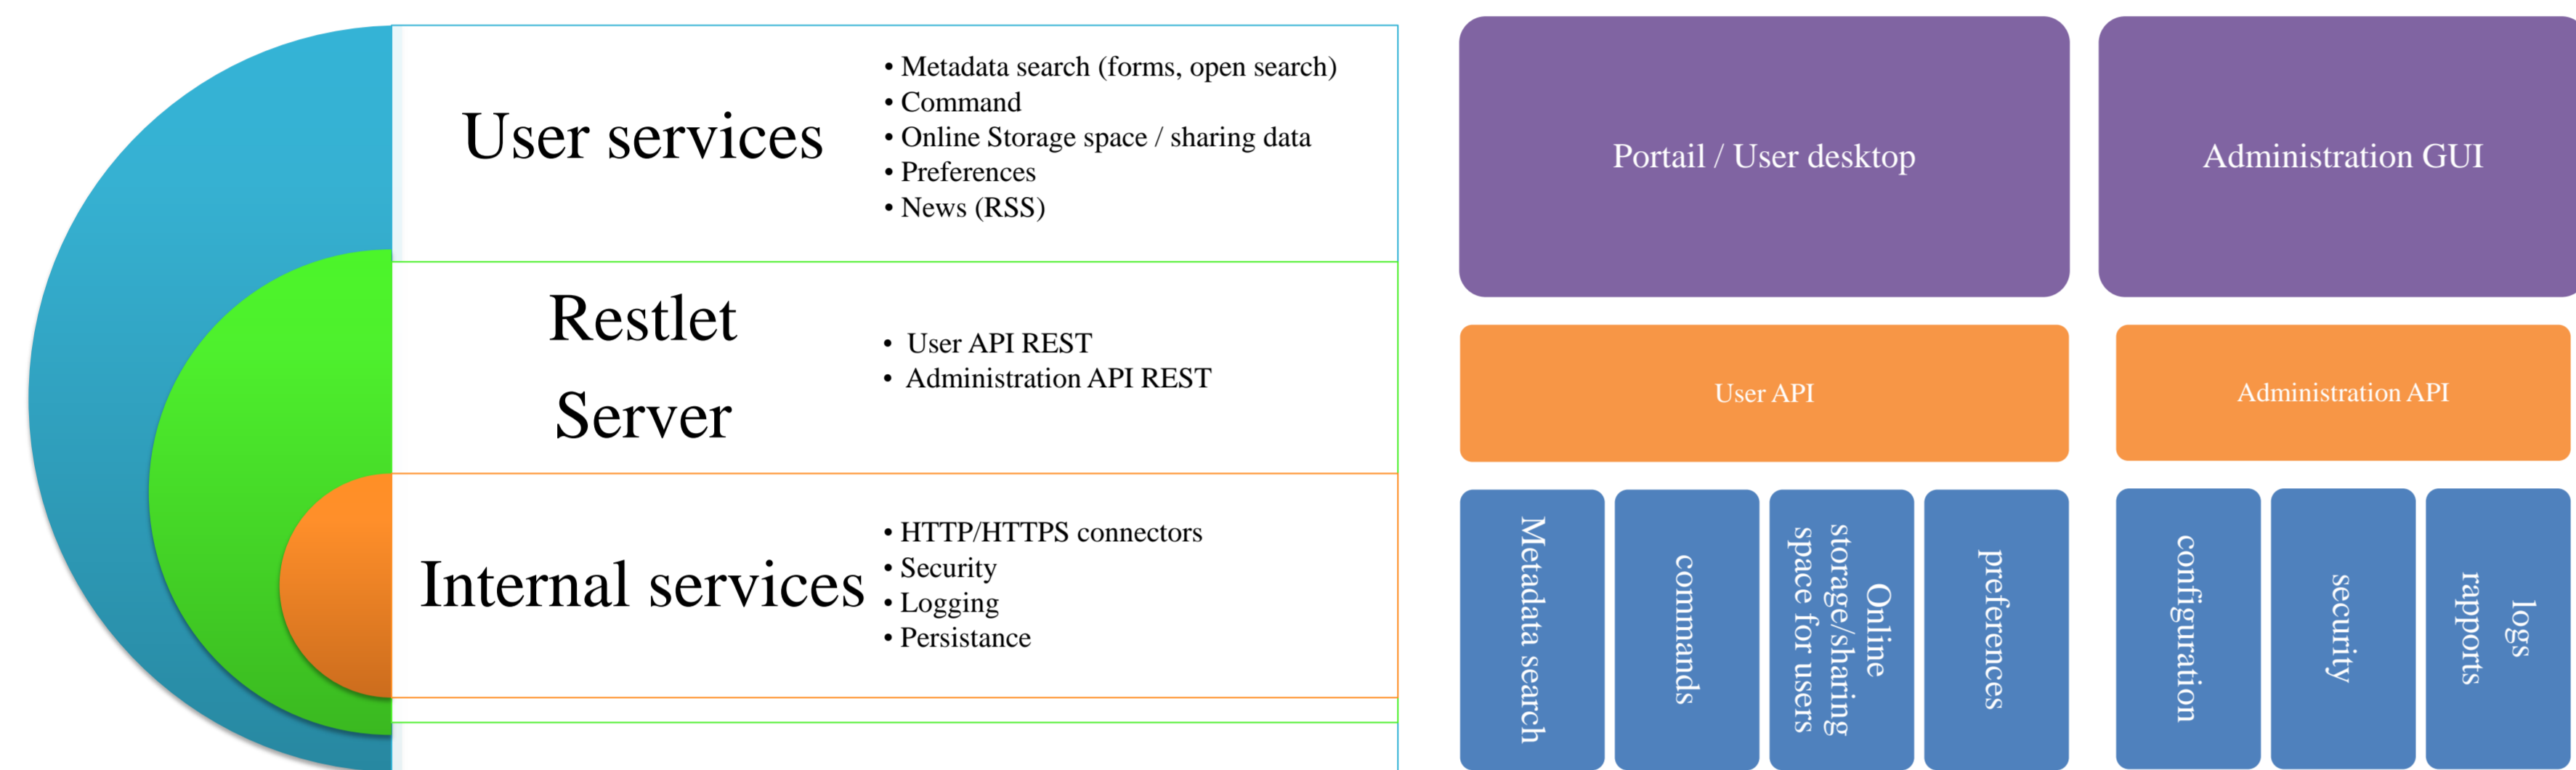 User services
• Metadata search (forms, open search)
• Command
• Online Storage space / sharing data
• Preferences
• News (RSS)
Restlet
Server
• User API REST
• Administration API REST
Internal services
• HTTP/HTTPS connectors
• Security
• Logging
• Persistance
Portail / User desktop
Administration GUI
User API
Administration API
Metadata search
commands
Online
storage/sharing
space for users
preferences
configuration
security
logs
rapports